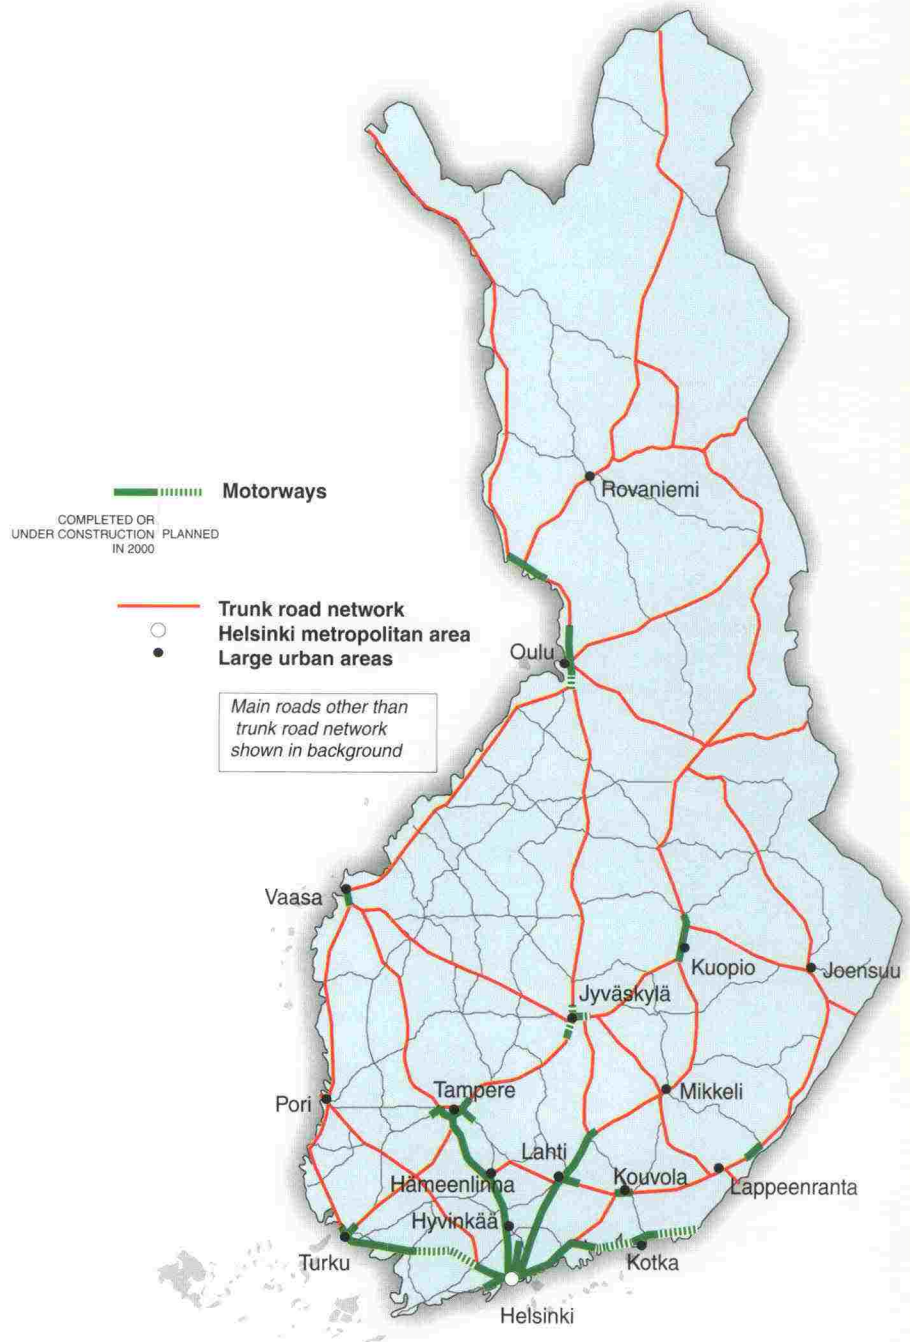 Motorways
COMPLETED OR
UNDER CONSTRUCTION PLANNED
IN 2000
Trunk road network
Helsinki metropolitan area
Large urban areas
Main roads other than
trunk road network
shown in background
Rovaniemi
Oulu
Vaasa
Kuopio
Joensuu
Jyväskylä
Tampere
Mikkeli
Pori
Lahti
Hämeenlinna
Kouvola
Lappeenranta
Hyvinkää
Turku
Kotka
Helsinki